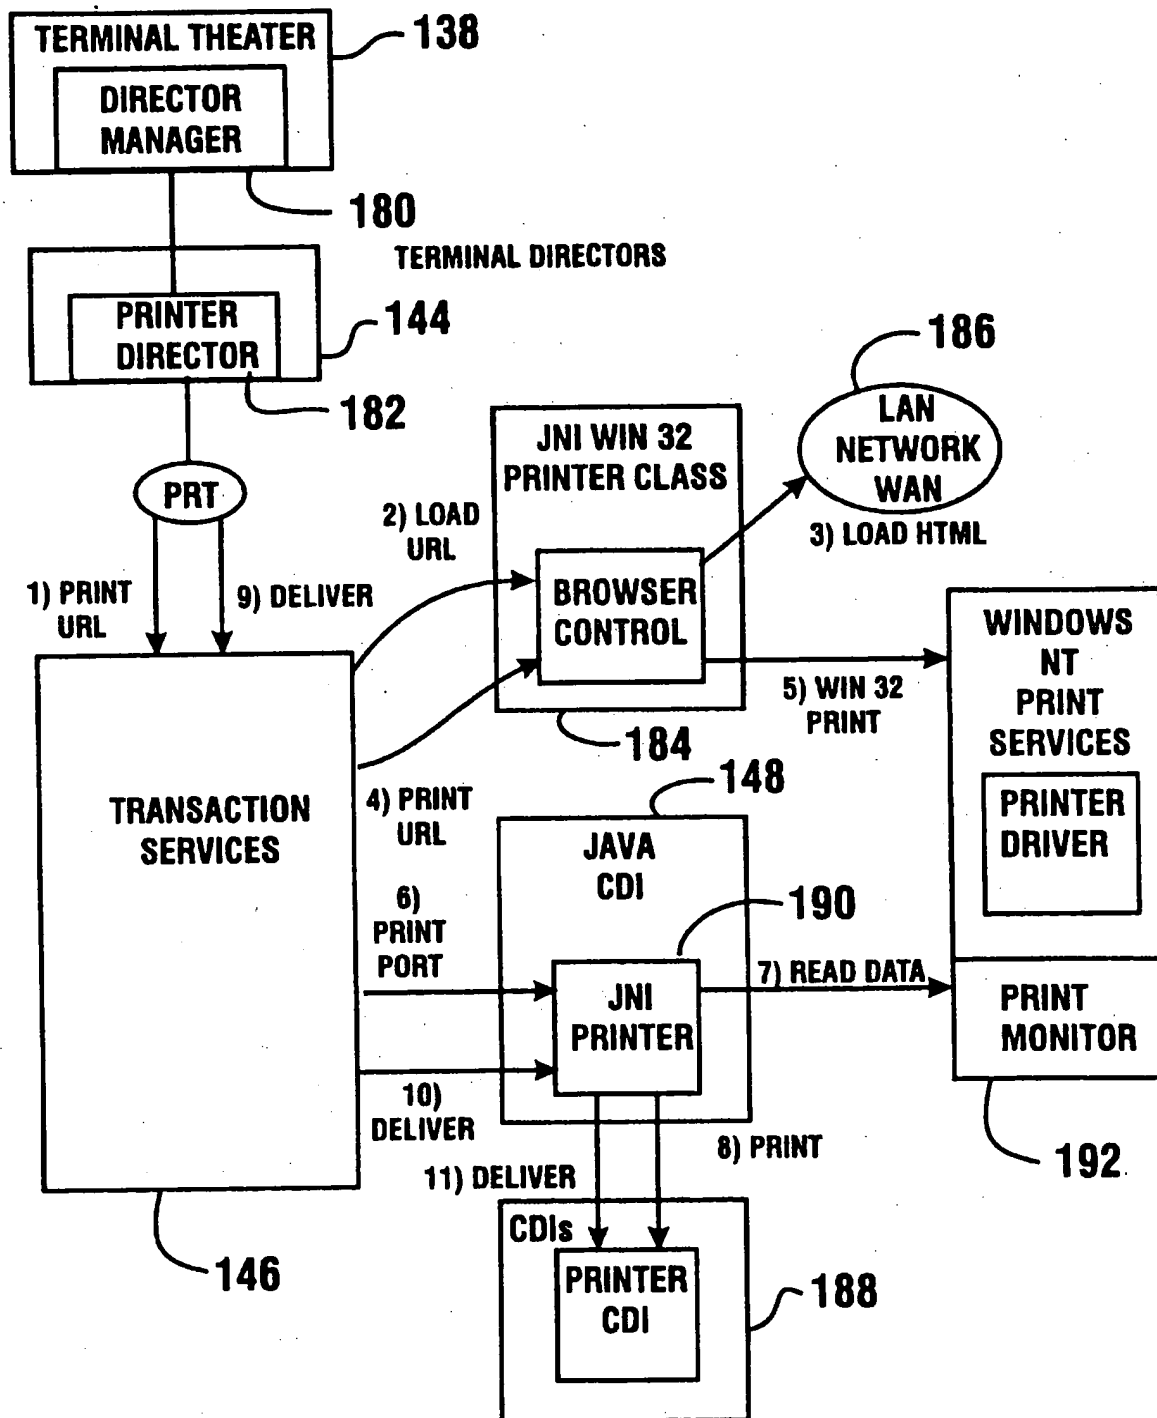 TERMINAL THEATER
138
DIRECTOR
MANAGER
180
TERMINAL DIRECTORS
PRINTER
DIRECTOR
144
182
PRT
1) PRINT
URL
9) DELIVER
2) LOAD
URL
JNI WIN 32
PRINTER CLASS
BROWSER
CONTROL
184
186
LAN
NETWORK
WAN
3) LOAD HTML
5) WIN 32
PRINT
WINDOWS
NT
PRINT
SERVICES
PRINTER
DRIVER
PRINT
MONITOR
192
TRANSACTION
SERVICES
146
4) PRINT
URL
6)
PRINT
PORT
10)
DELIVER
148
JAVA
CDI
190
JNI
PRINTER
7) READ DATA
8) PRINT
11) DELIVER
CDIs
PRINTER
CDI
188